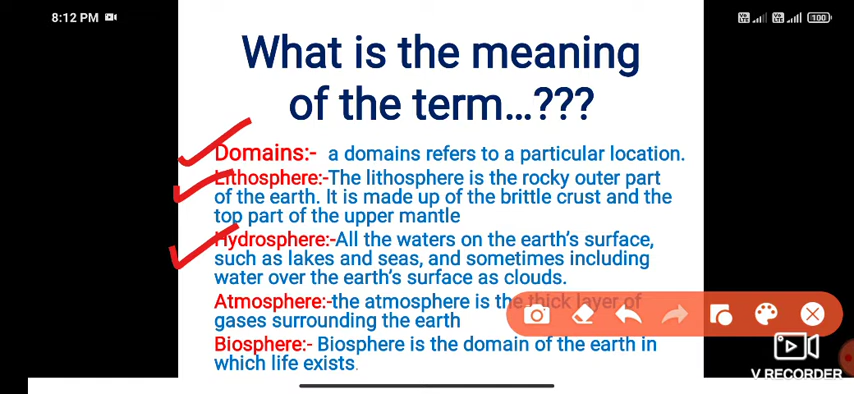 8:12 PM
100
What is the meaning
of the term...???
Domains:- a domains refers to a particular location.
Lithosphere:-The lithosphere is the rocky outer part
of the earth. It is made up of the brittle crust and the
top part of the upper mantle
Hydrosphere:-All the waters on the earth's surface,
such as lakes and seas, and sometimes including
water over the earth's surface as clouds.
Atmosphere:-the atmosphere is the thick layer of
gases surrounding the earth
Biosphere:- Biosphere is the domain of the earth in
which life exists.
V RECORDER